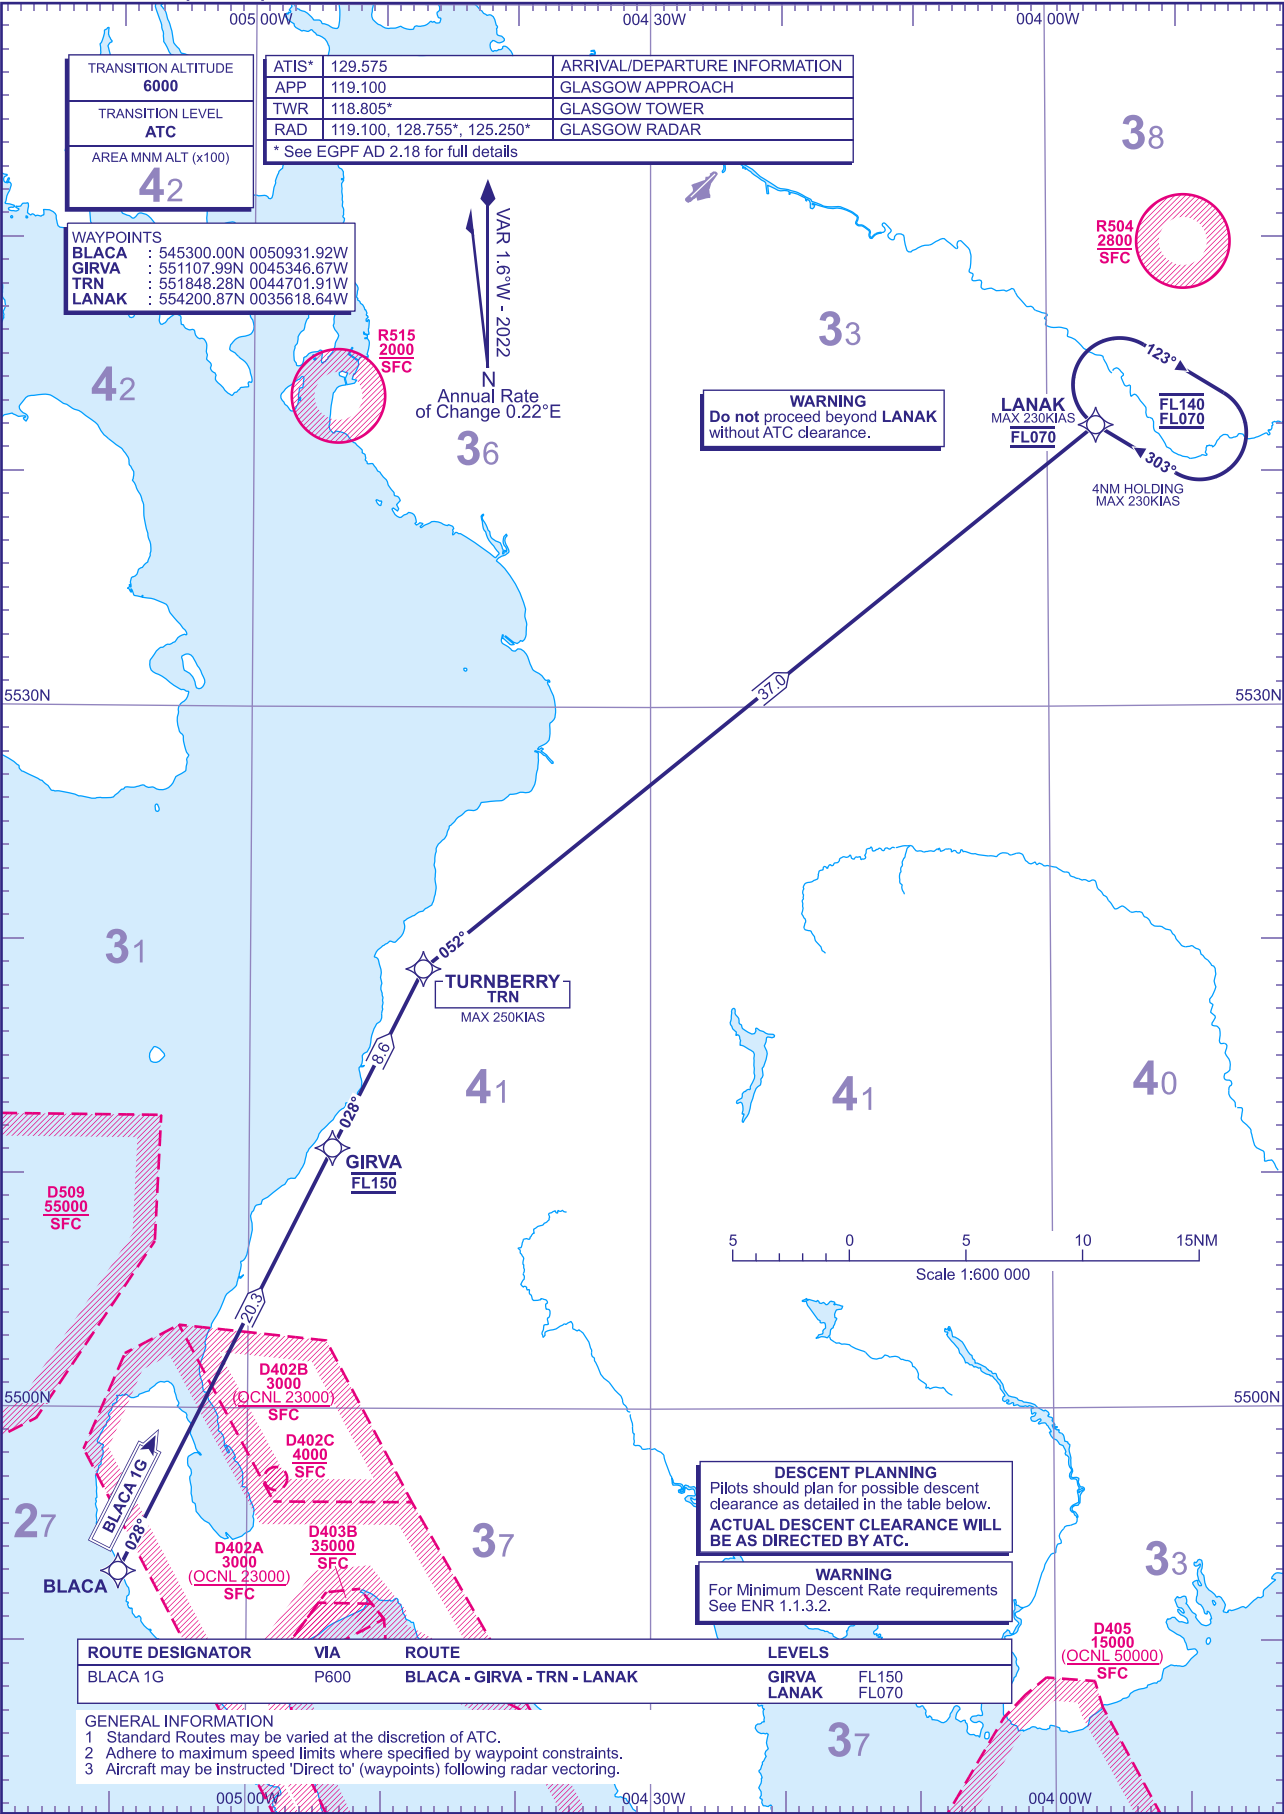 005 00W
004 30W
004 00W
TRANSITION ALTITUDE
6000
TRANSITION LEVEL
ATC
AREA MNM ALT (x100)
42
ATIS* 129.575 ARRIVAL/DEPARTURE INFORMATION
APP 119.100 GLASGOW APPROACH
TWR 118.805* GLASGOW TOWER
RAD 119.100, 128.755*, 125.250* GLASGOW RADAR
* See EGPF AD 2.18 for full details
38
WAYPOINTS
BLACA : 545300.00N 0050931.92W
GIRVA : 551107.99N 0045346.67W
TRN : 551848.28N 0044701.91W
LANAK : 554200.87N 0035618.64W
VAR 1.6°W - 2022
N
Annual Rate
of Change 0.22°E
R504
2800
SFC
R515
2000
SFC
33
42
36
WARNING
Do not proceed beyond LANAK
without ATC clearance.
LANAK
MAX 230KIAS
FL070
123°
FL140
FL070
303°
4NM HOLDING
MAX 230KIAS
5530N
5530N
37.0
31
052°
TURNBERRY
TRN
MAX 250KIAS
8.6
41
41
40
028°
GIRVA
FL150
D509
55000
SFC
5 0 5 10 15NM
Scale 1:600 000
20.3
D402B
3000
(OCNL 23000)
SFC
5500N
5500N
D402C
4000
SFC
BLACA 1G
028°
27
BLACA
D402A
3000
(OCNL 23000)
SFC
D403B
35000
SFC
37
DESCENT PLANNING
Pilots should plan for possible descent
clearance as detailed in the table below.
ACTUAL DESCENT CLEARANCE WILL
BE AS DIRECTED BY ATC.
WARNING
For Minimum Descent Rate requirements
See ENR 1.1.3.2.
33
D405
15000
(OCNL 50000)
SFC
ROUTE DESIGNATOR VIA ROUTE LEVELS
BLACA 1G P600 BLACA - GIRVA - TRN - LANAK GIRVA FL150
LANAK FL070
GENERAL INFORMATION
1 Standard Routes may be varied at the discretion of ATC.
2 Adhere to maximum speed limits where specified by waypoint constraints.
3 Aircraft may be instructed 'Direct to' (waypoints) following radar vectoring.
37
005 00W
004 30W
004 00W